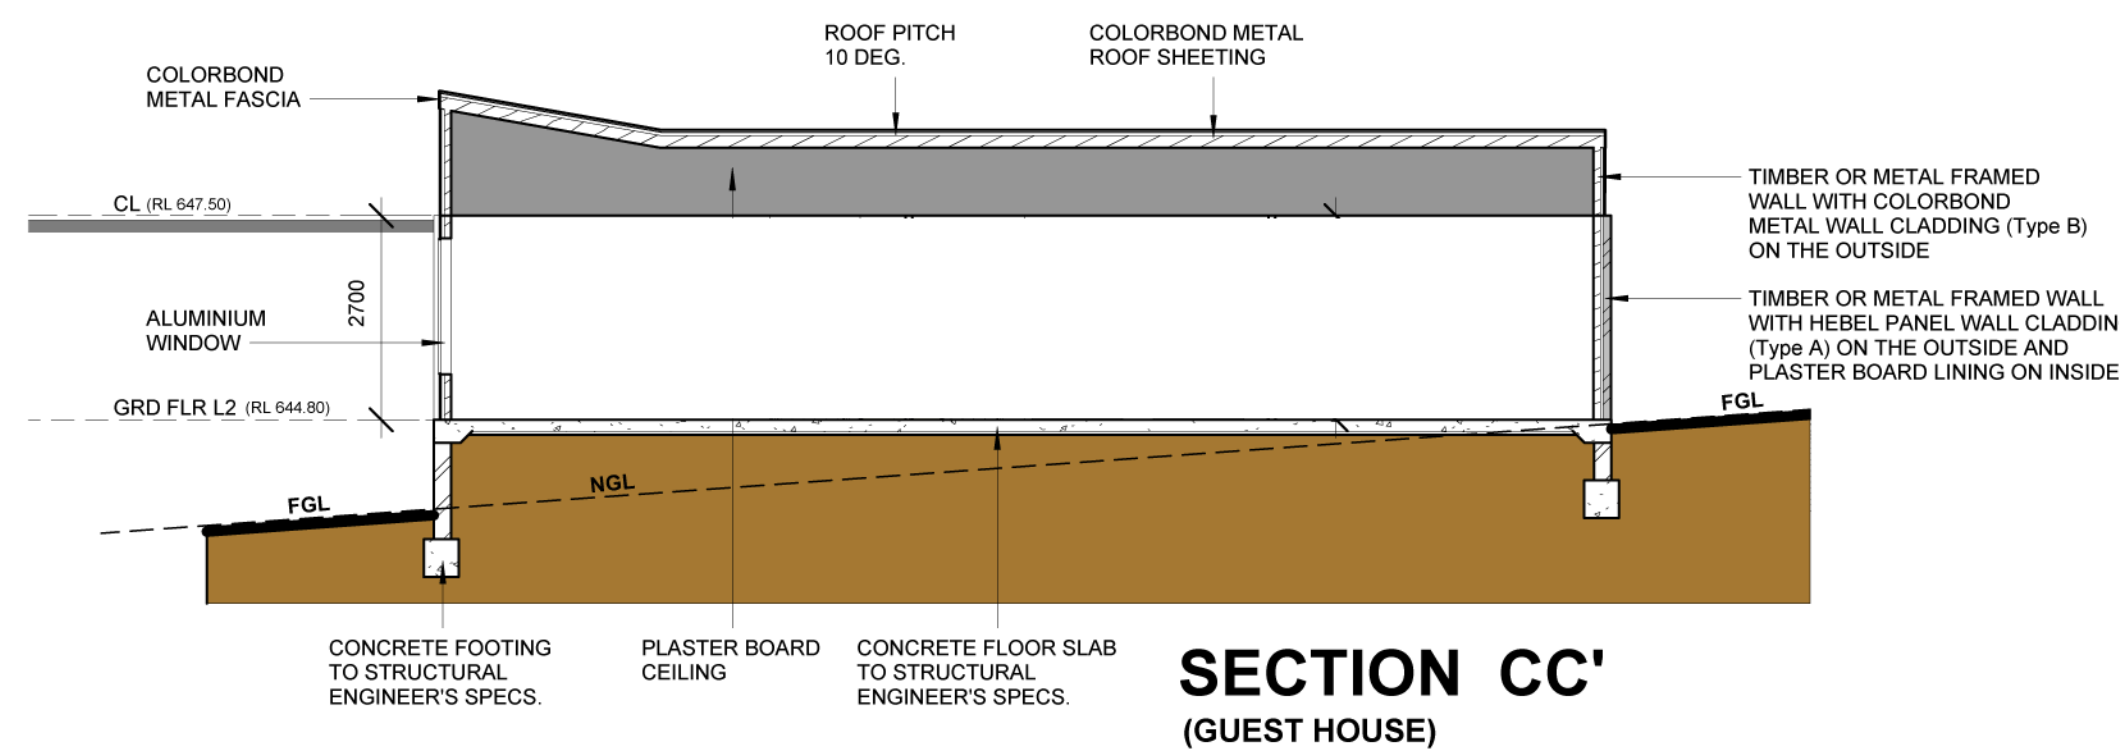 ROOF PITCH
10 DEG.
COLORBOND METAL
ROOF SHEETING
COLORBOND
METAL FASCIA
TIMBER OR METAL FRAMED
WALL WITH COLORBOND
METAL WALL CLADDING (Type B)
ON THE OUTSIDE
CL (RL 647.50)
2700
ALUMINIUM
WINDOW
TIMBER OR METAL FRAMED WALL
WITH HEBEL PANEL WALL CLADDIN
(Type A) ON THE OUTSIDE AND
PLASTER BOARD LINING ON INSIDE
GRD FLR L2 (RL 644.80)
FGL
NGL
FGL
CONCRETE FOOTING
TO STRUCTURAL
ENGINEER'S SPECS.
PLASTER BOARD
CEILING
CONCRETE FLOOR SLAB
TO STRUCTURAL
ENGINEER'S SPECS.
SECTION CC'
(GUEST HOUSE)